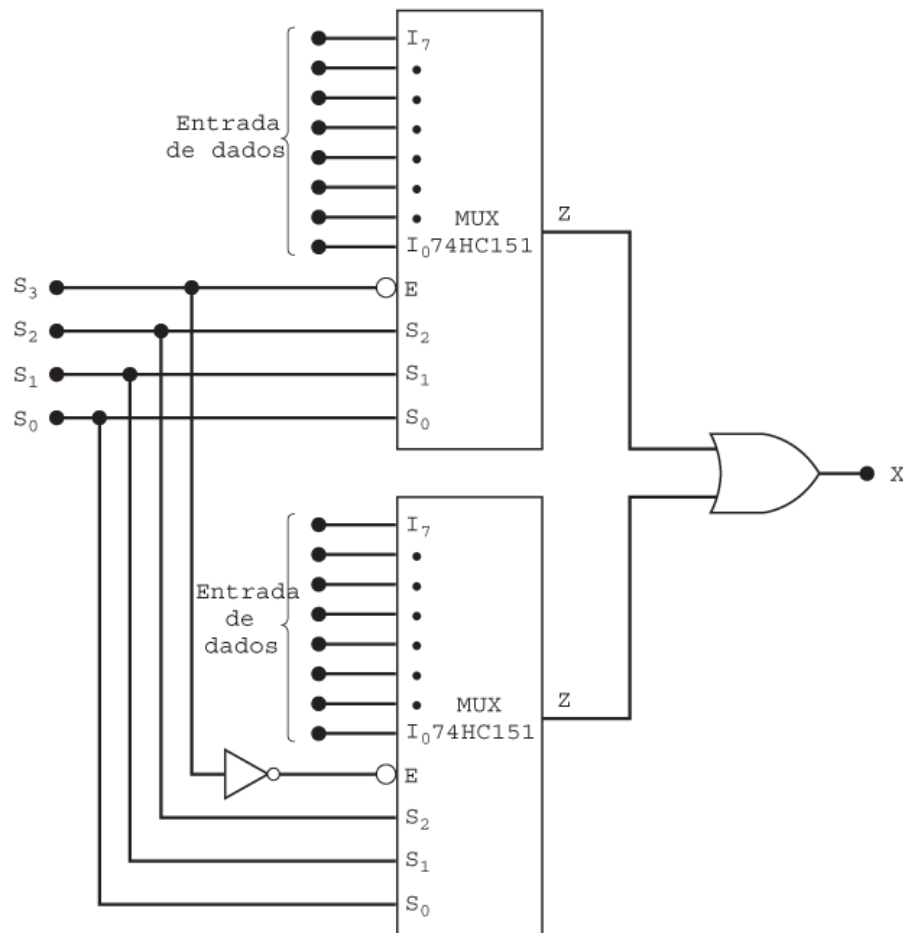 I₇
Entrada
de dados
MUX
Z
I₀74HC151
S₃
E
S₂
S₂
S₁
S₁
S₀
S₀
X
I₇
Entrada
de
dados
MUX
Z
I₀74HC151
E
S₂
S₁
S₀